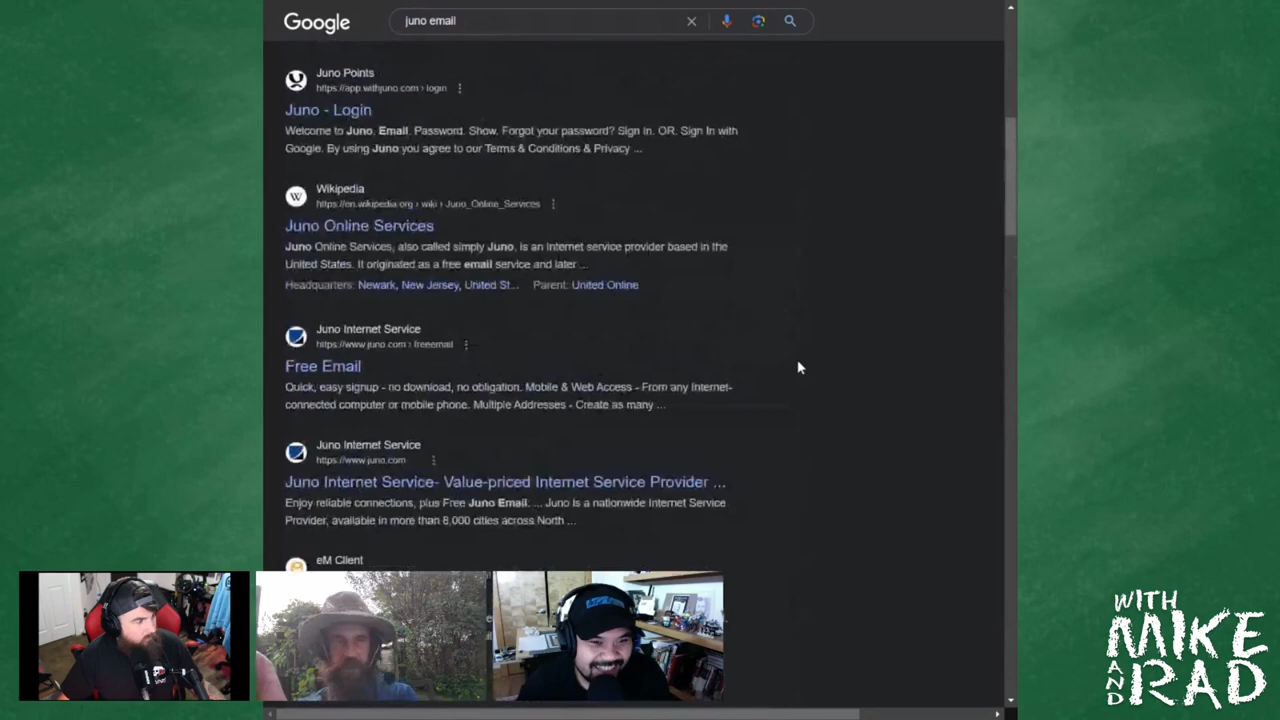 Google
juno email
Juno Points
https://app.withjuno.com › login
Juno - Login
Welcome to Juno. Email. Password. Show. Forgot your password? Sign in. OR. Sign In with
Google. By using Juno you agree to our Terms & Conditions & Privacy ...
W
Wikipedia
https://en.wikipedia.org › wiki › Juno_Online_Services
Juno Online Services
Juno Online Services, also called simply Juno, is an Internet service provider based in the
United States. It originated as a free email service and later ...
Headquarters: Newark, New Jersey, United St... Parent: United Online
Juno Internet Service
https://www.juno.com › freeemail
Free Email
Quick, easy signup - no download, no obligation. Mobile & Web Access - From any Internet-
connected computer or mobile phone. Multiple Addresses - Create as many ...
Juno Internet Service
https://www.juno.com
Juno Internet Service- Value-priced Internet Service Provider ...
Enjoy reliable connections, plus Free Juno Email. ... Juno is a nationwide Internet Service
Provider, available in more than 8,000 cities across North ...
eM Client
WITH
MIKE
AND
RAD